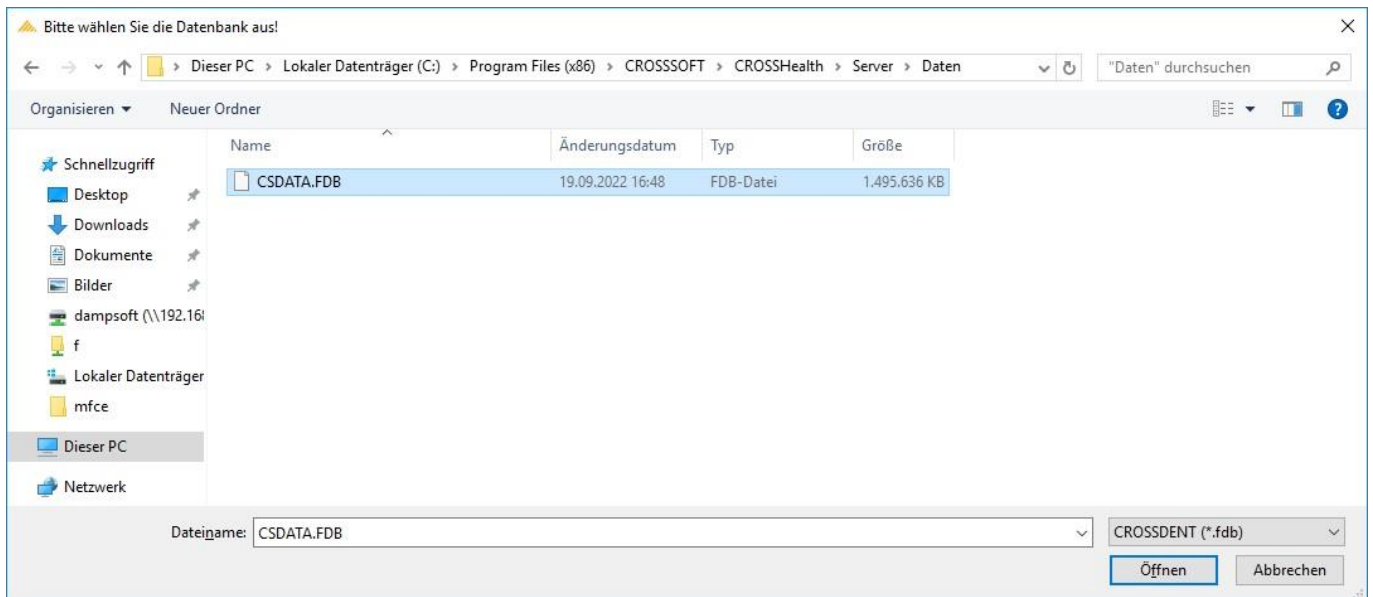 Bitte wählen Sie die Datenbank aus!
Dieser PC › Lokaler Datenträger (C:) › Program Files (x86) › CROSSSOFT › CROSSHealth › Server › Daten
"Daten" durchsuchen
Organisieren
Neuer Ordner
Name Änderungsdatum Typ Größe
CSDATA.FDB 19.09.2022 16:48 FDB-Datei 1.495.636 KB
Schnellzugriff
Desktop
Downloads
Dokumente
Bilder
dampsoft (\\192.168
f
Lokaler Datenträger
mfce
Dieser PC
Netzwerk
Dateiname: CSDATA.FDB
CROSSDENT (*.fdb)
Öffnen
Abbrechen